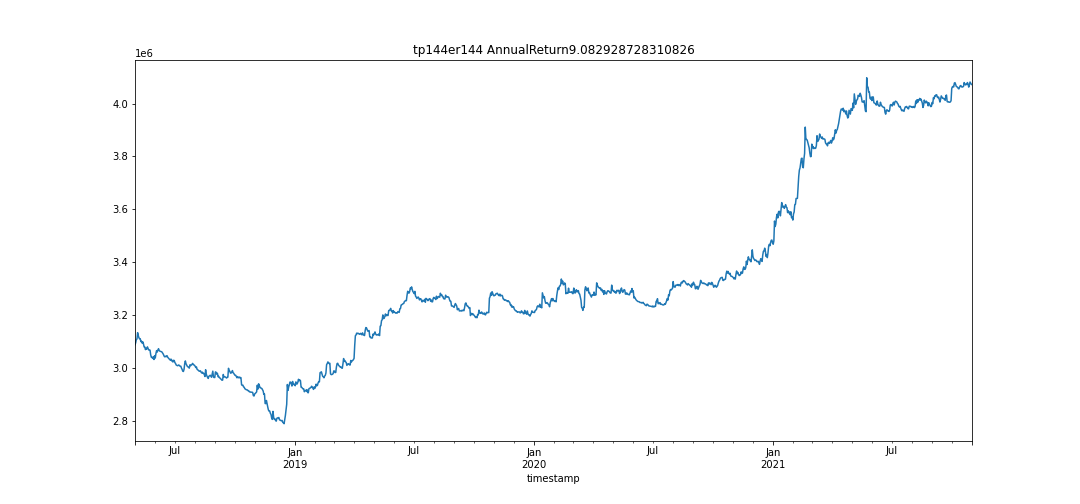 tp144er144 AnnualReturn9.082928728310826
1e6
4.0
3.8
3.6
3.4
3.2
3.0
2.8
Jul
Jan
2019
Jul
Jan
2020
Jul
Jan
2021
Jul
timestamp